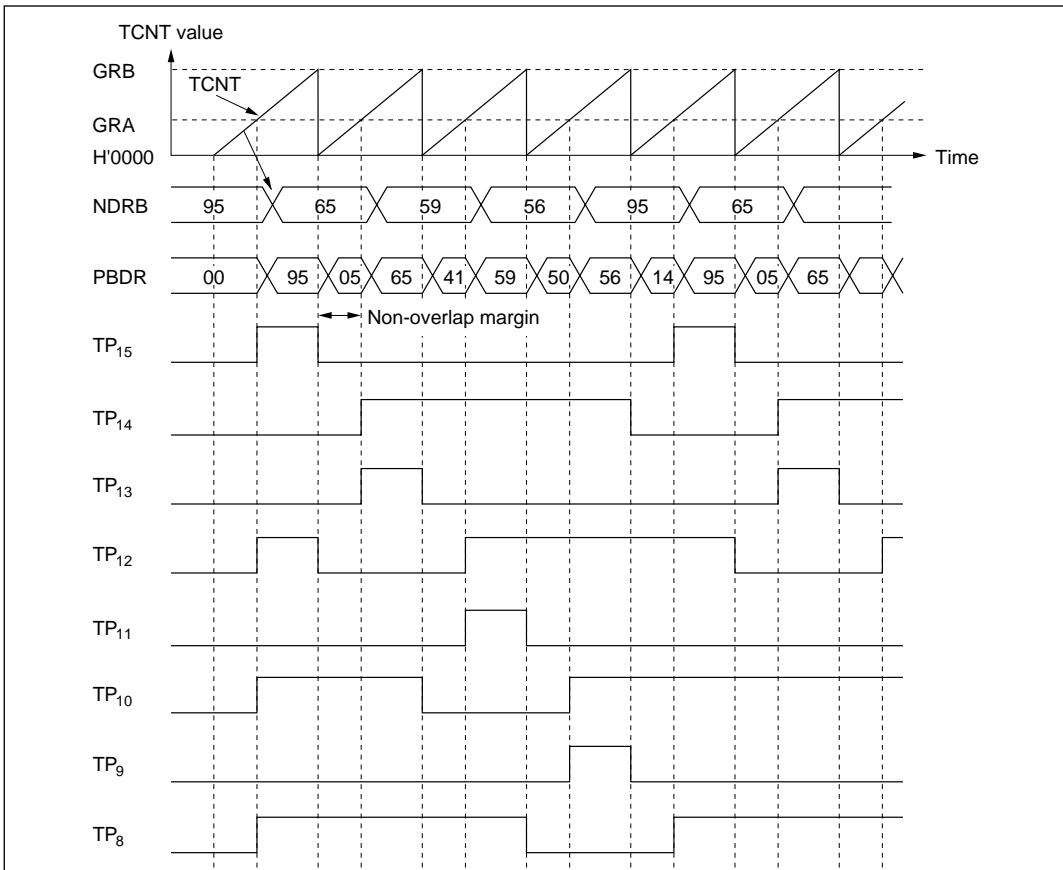 TCNT value
GRB
TCNT
GRA
H'0000
Time
NDRB 95 65 59 56 95 65
PBDR 00 95 05 65 41 59 50 56 14 95 05 65
Non-overlap margin
TP15
TP14
TP13
TP12
TP11
TP10
TP9
TP8